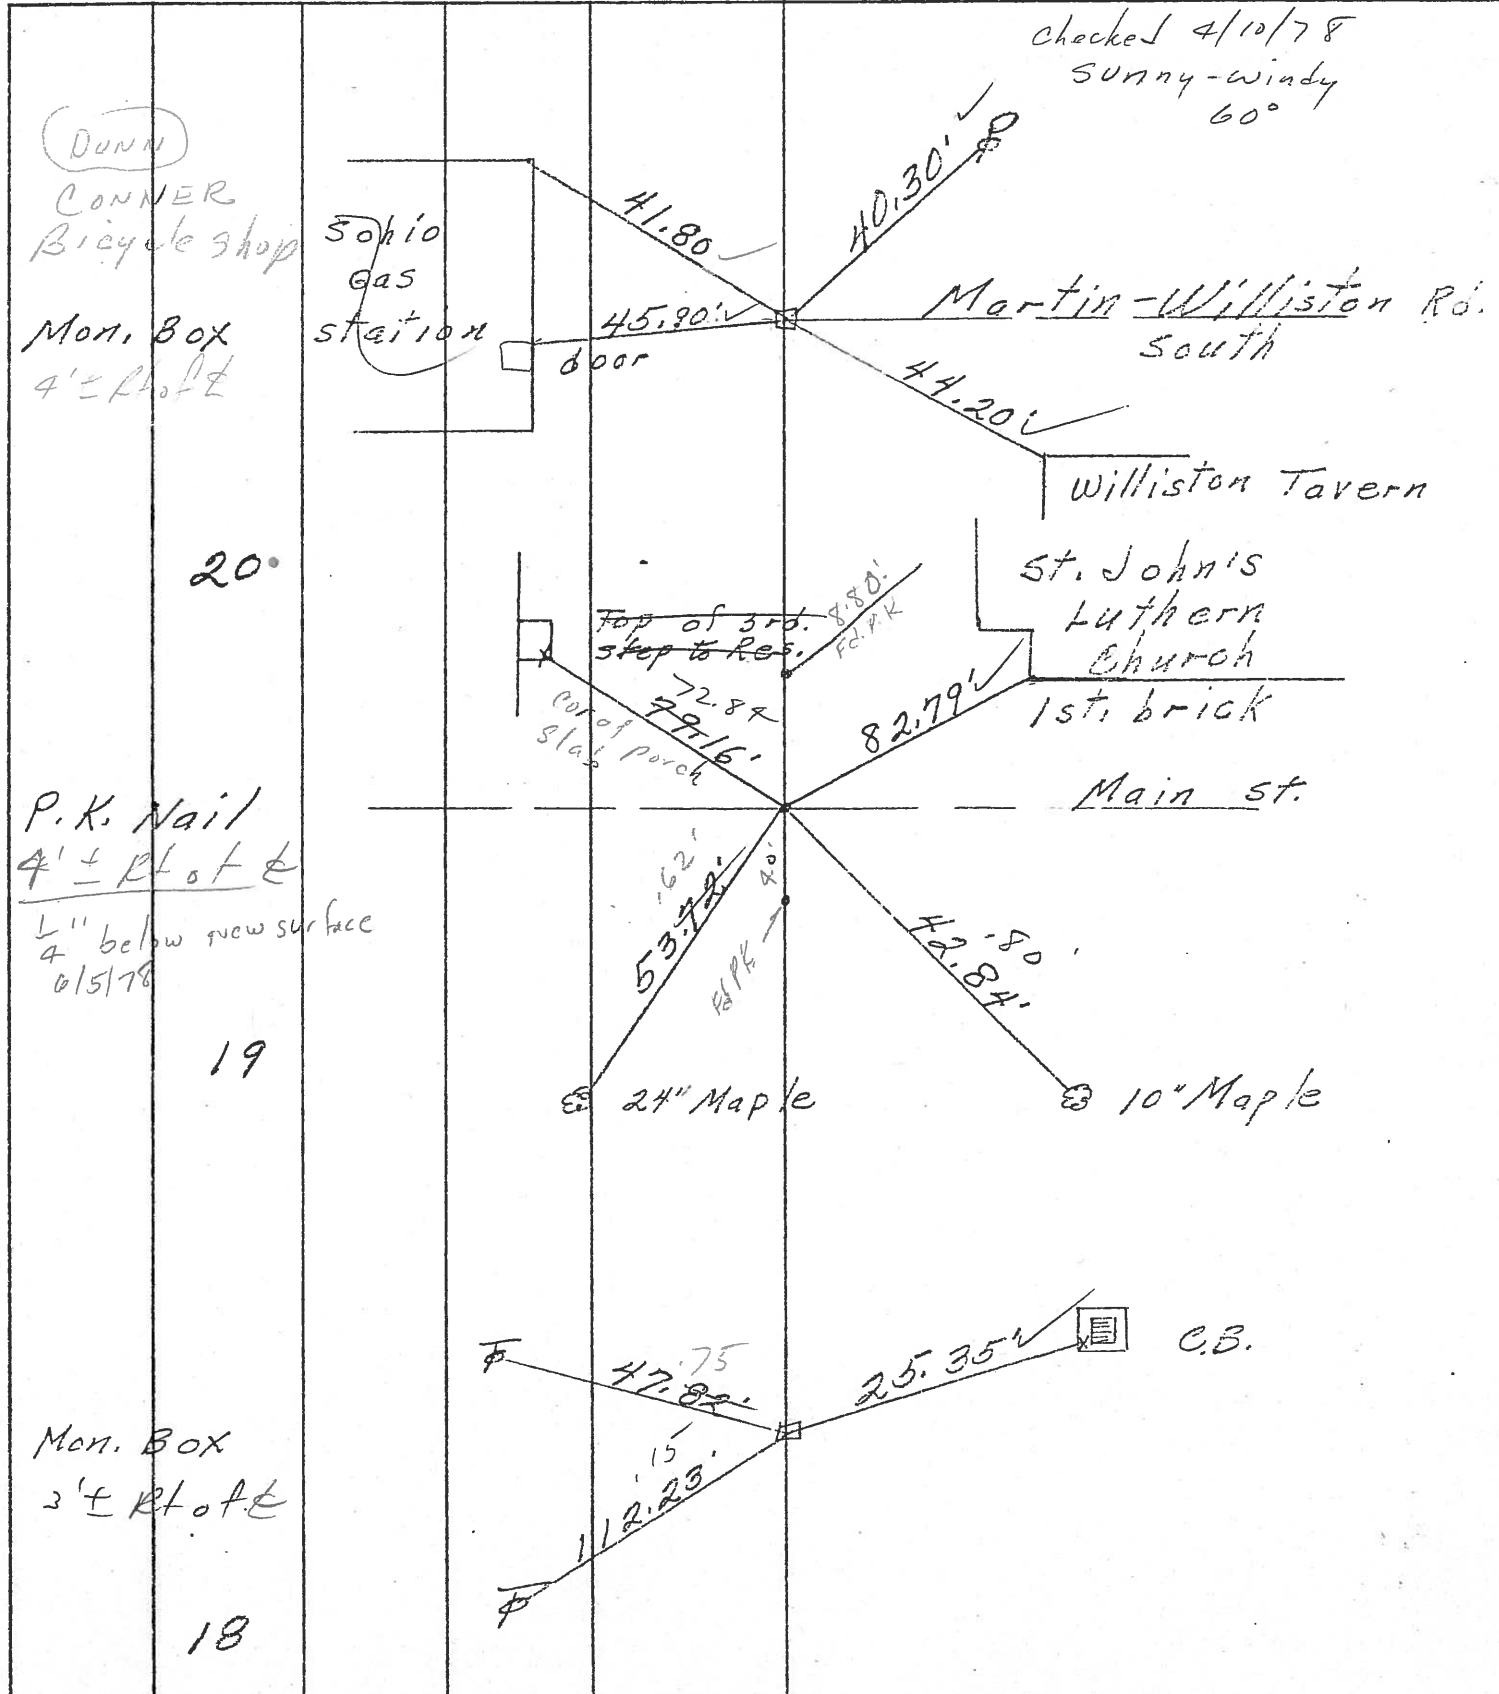 checked 4/10/78
sunny-windy
60°
Dunn
CONNER
Bicycle shop
Sohio
Gas
station
Mon. Box
4' ± Rt of ℄
41.80
40.30'
45.90'
door
Martin-Williston Rd.
South
44.20'
Williston Tavern
20
St. John's
Luthern
Church
1st. brick
Top of 3rd.
step to Res.
8.80'
Fd. P.K
72.84
79.16'
Cor of
Slab porch
82.79'
Main St.
P.K. Nail
4' ± Rt of ℄
1/4" below new surface
6/5/78
.62'
53.72'
40'
Fd PK
.80
42.84'
19
24" Maple
10" Maple
.75
47.82'
25.35'
C.B.
Mon. Box
3' ± Rt of ℄
.15
112.23'
18